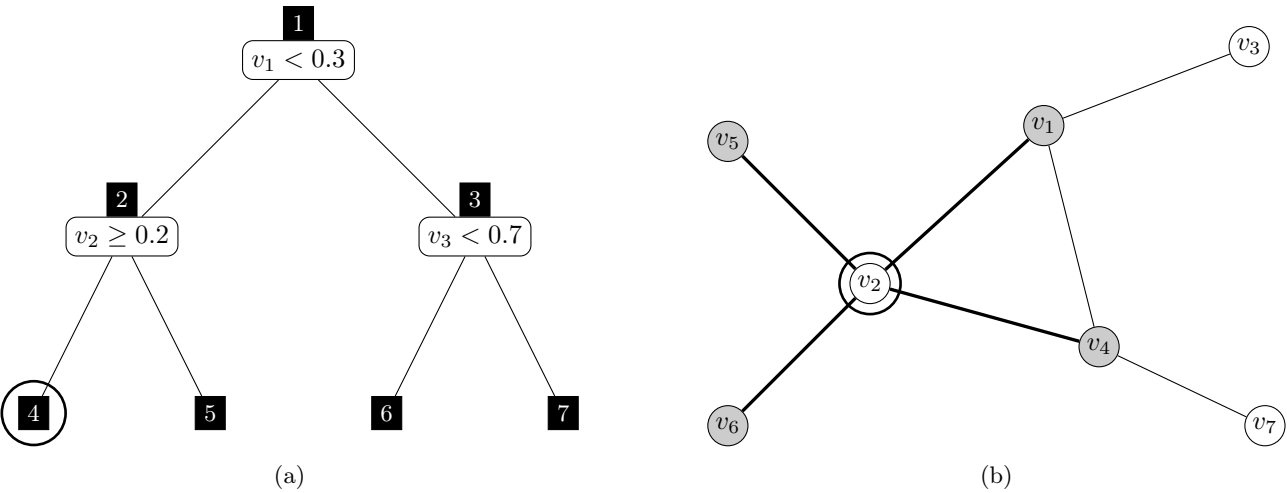 1
v₁ < 0.3
2
v₂ ≥ 0.2
3
v₃ < 0.7
4
5
6
7
(a)
v₃
v₁
v₅
v₂
v₄
v₆
v₇
(b)